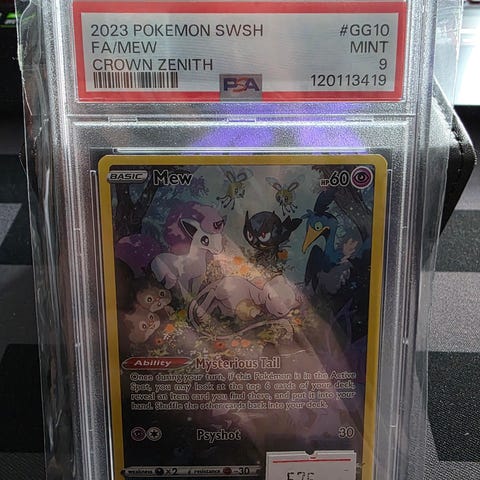 2023 POKEMON SWSH #GG10
FA/MEW MINT
CROWN ZENITH 9
PSA 120113419
BASIC Mew HP60
Ability Mysterious Tail
Once during your turn, if this Pokémon is in the Active
Spot, you may look at the top 6 cards of your deck,
reveal an Item card you find there, and put it into your
hand. Shuffle the other cards back into your deck.
Psyshot 30
weakness ×2 resistance -30